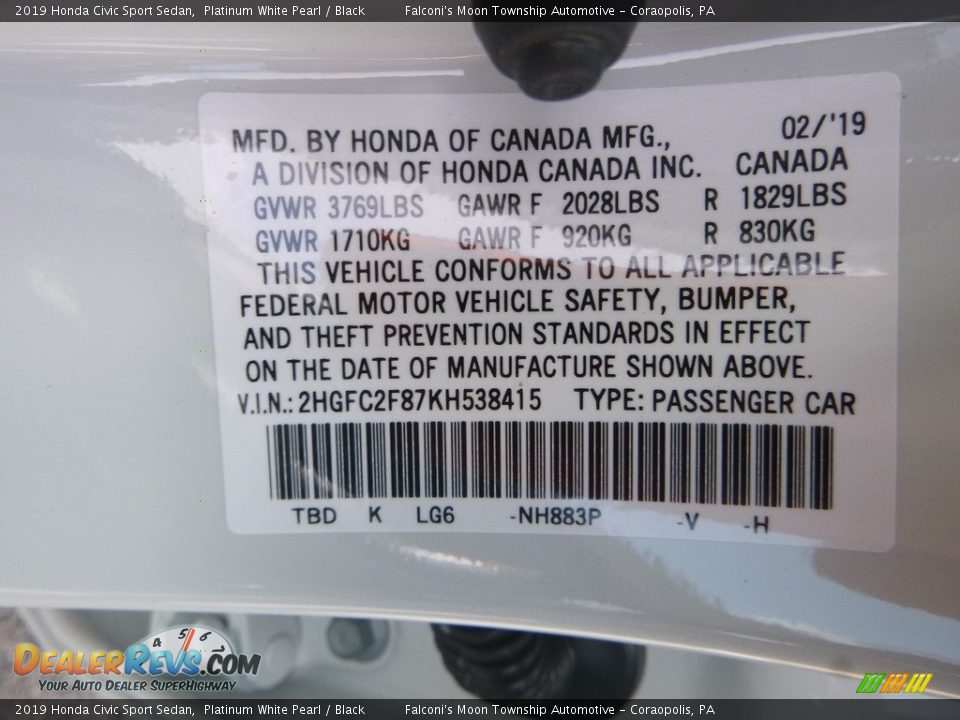 2019 Honda Civic Sport Sedan, Platinum White Pearl / Black Falconi's Moon Township Automotive - Coraopolis, PA
MFD. BY HONDA OF CANADA MFG., 02/'19
A DIVISION OF HONDA CANADA INC. CANADA
GVWR 3769LBS GAWR F 2028LBS R 1829LBS
GVWR 1710KG GAWR F 920KG R 830KG
THIS VEHICLE CONFORMS TO ALL APPLICABLE
FEDERAL MOTOR VEHICLE SAFETY, BUMPER,
AND THEFT PREVENTION STANDARDS IN EFFECT
ON THE DATE OF MANUFACTURE SHOWN ABOVE.
V.I.N.: 2HGFC2F87KH538415 TYPE: PASSENGER CAR
TBD K LG6 -NH883P -V -H
4 5 6
DEALERREVS.COM
YOUR AUTO DEALER SUPERHIGHWAY
2019 Honda Civic Sport Sedan, Platinum White Pearl / Black Falconi's Moon Township Automotive - Coraopolis, PA